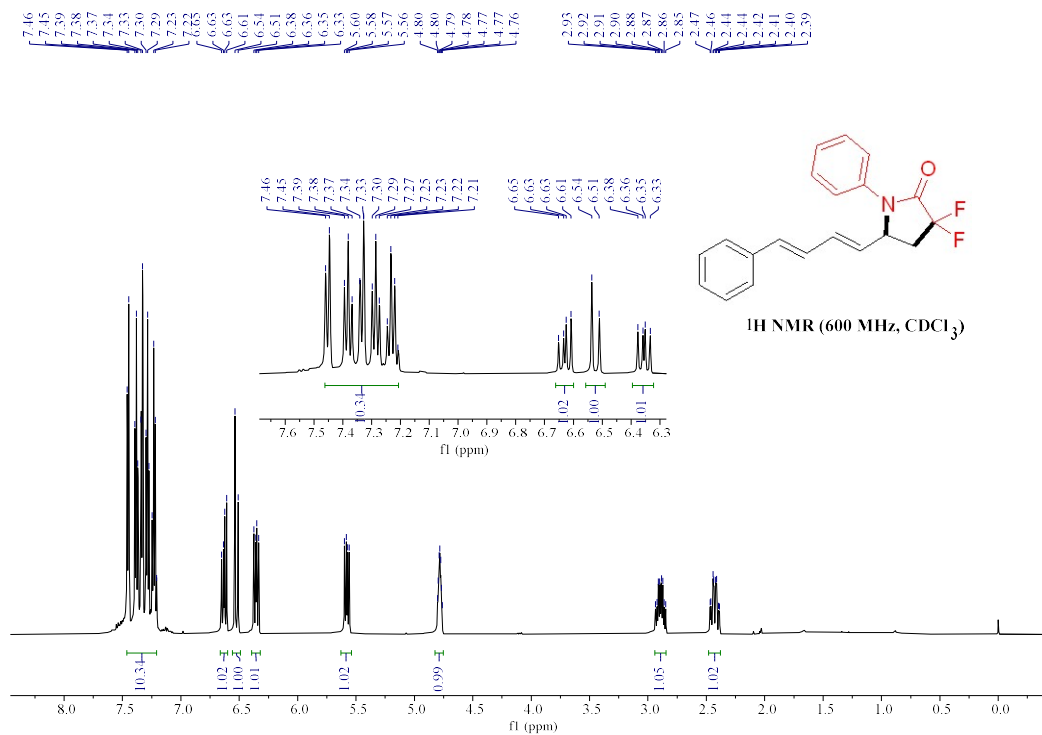 7.46 7.45 7.39 7.38 7.37 7.34 7.33 7.30 7.29 7.23 7.22 6.65 6.63 6.63 6.61 6.54 6.51 6.38 6.36 6.35 6.33 5.60 5.58 5.57 5.56 4.80 4.80 4.79 4.78 4.77 4.77 4.76 2.93 2.92 2.91 2.90 2.88 2.87 2.86 2.85 2.47 2.46 2.44 2.44 2.42 2.41 2.40 2.39
7.46 7.45 7.39 7.38 7.37 7.34 7.33 7.30 7.29 7.27 7.25 7.23 7.22 7.21 6.65 6.63 6.63 6.61 6.54 6.51 6.38 6.36 6.35 6.33
O
N
F
F
1H NMR (600 MHz, CDCl3)
10.34 1.02 1.00 1.01
7.6 7.5 7.4 7.3 7.2 7.1 7.0 6.9 6.8 6.7 6.6 6.5 6.4 6.3
f1 (ppm)
10.34 1.02 1.00 1.01 1.02 0.99 1.05 1.02
8.0 7.5 7.0 6.5 6.0 5.5 5.0 4.5 4.0 3.5 3.0 2.5 2.0 1.5 1.0 0.5 0.0
f1 (ppm)